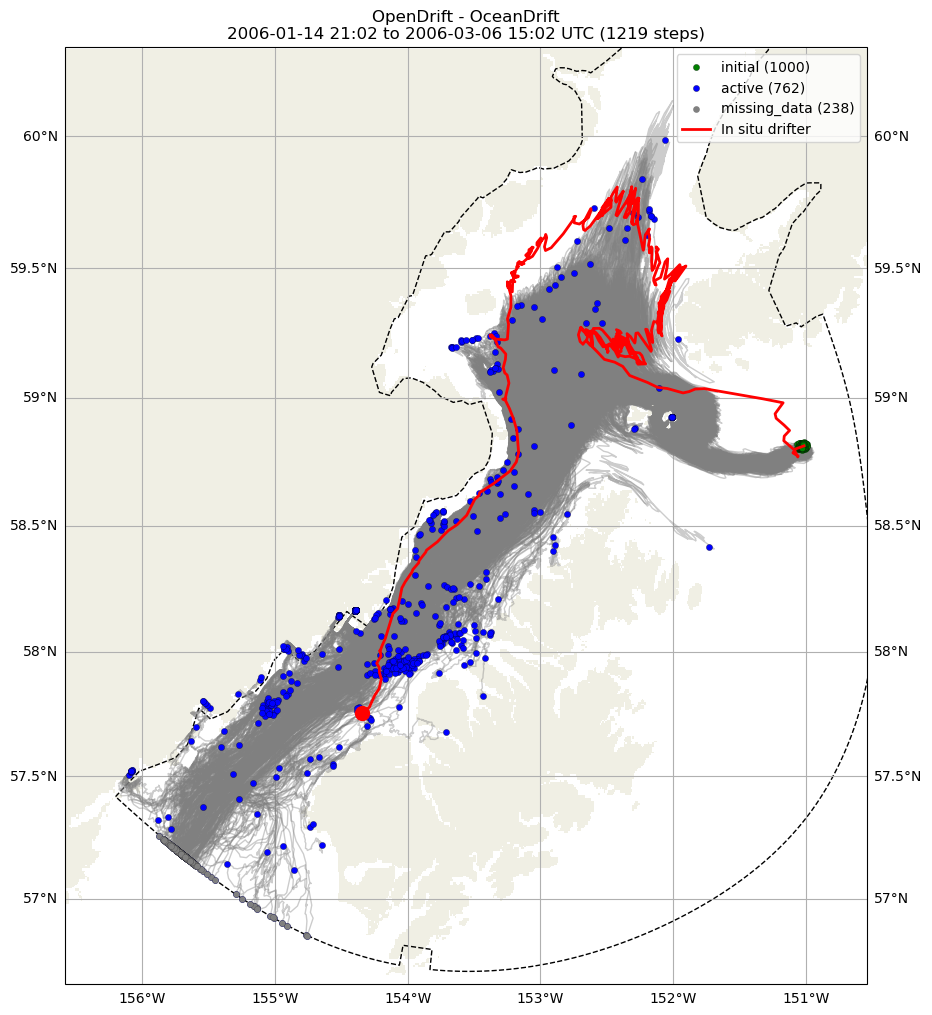 OpenDrift - OceanDrift
2006-01-14 21:02 to 2006-03-06 15:02 UTC (1219 steps)
initial (1000)
active (762)
missing_data (238)
In situ drifter
60°N
60°N
59.5°N
59.5°N
59°N
59°N
58.5°N
58.5°N
58°N
58°N
57.5°N
57.5°N
57°N
57°N
156°W
155°W
154°W
153°W
152°W
151°W